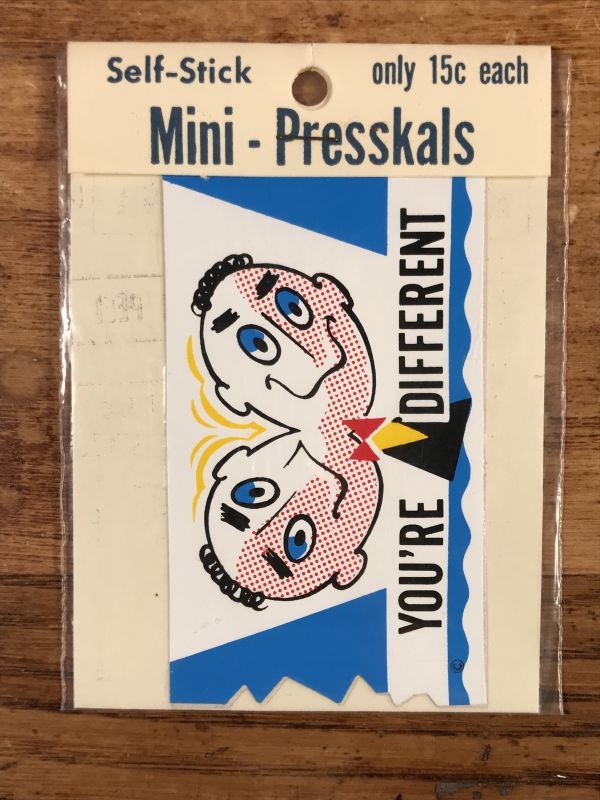 Self-Stick only 15c each
Mini - Presskals
YOU'RE DIFFERENT
©